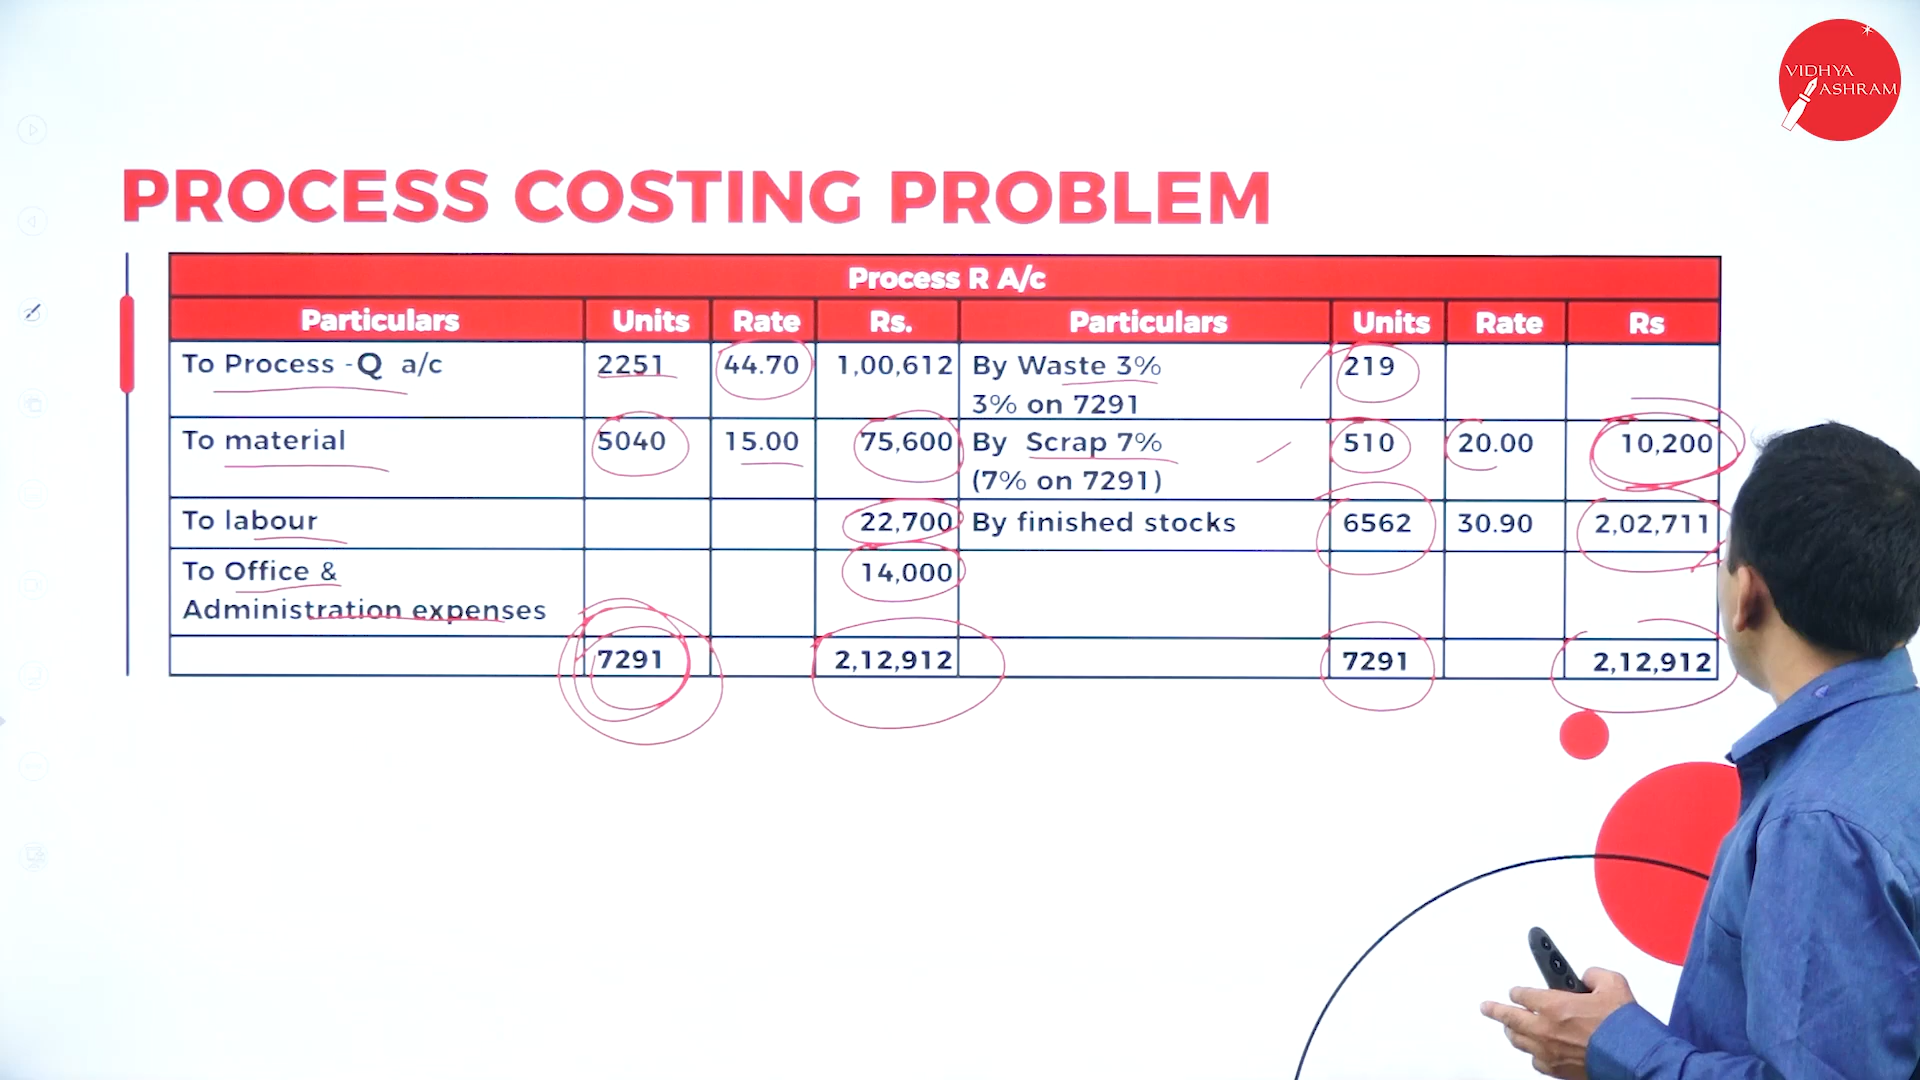 VIDHYA
ASHRAM
PROCESS COSTING PROBLEM
Process R A/c
Particulars Units Rate Rs. Particulars Units Rate Rs
To Process -Q a/c 2251 44.70 1,00,612 By Waste 3% 219
3% on 7291
To material 5040 15.00 75,600 By Scrap 7% 510 20.00 10,200
(7% on 7291)
To labour 22,700 By finished stocks 6562 30.90 2,02,711
To Office & 14,000
Administration expenses
7291 2,12,912 7291 2,12,912